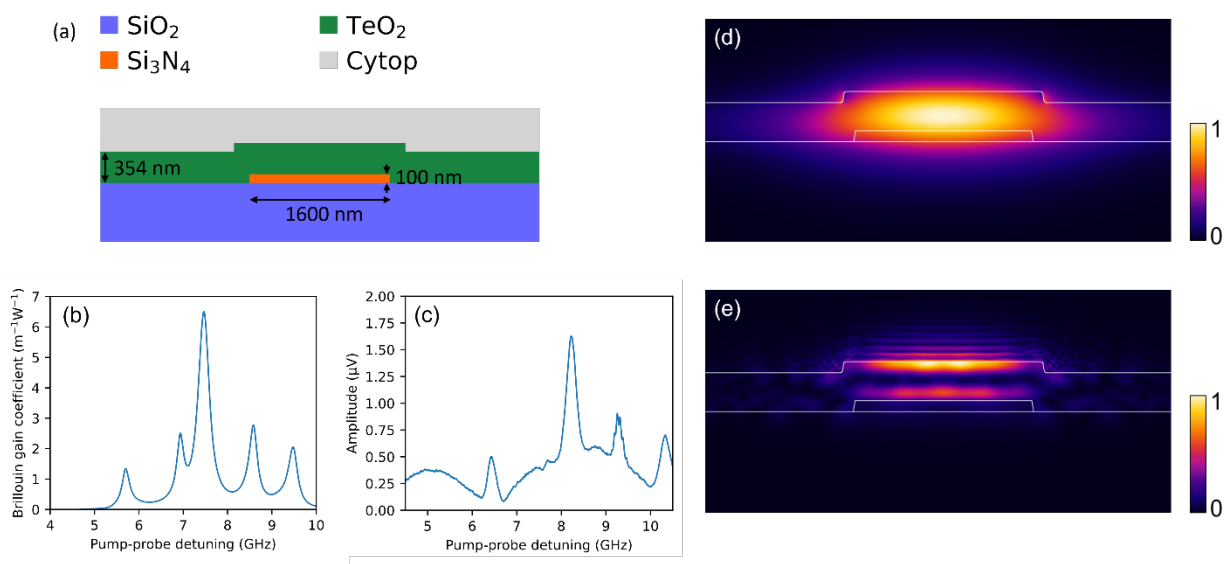 (a)
SiO₂
TeO₂
Si₃N₄
Cytop
354 nm
100 nm
1600 nm
(b)
Brillouin gain coefficient (m⁻¹W⁻¹)
7
6
5
4
3
2
1
0
4 5 6 7 8 9 10
Pump-probe detuning (GHz)
(c)
Amplitude (μV)
2.00
1.75
1.50
1.25
1.00
0.75
0.50
0.25
0.00
5 6 7 8 9 10
Pump-probe detuning (GHz)
(d)
1
0
(e)
1
0